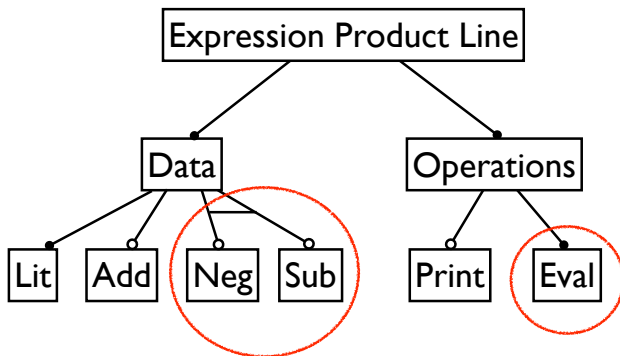 Expression Product Line
Data Operations
Lit Add Neg Sub Print Eval